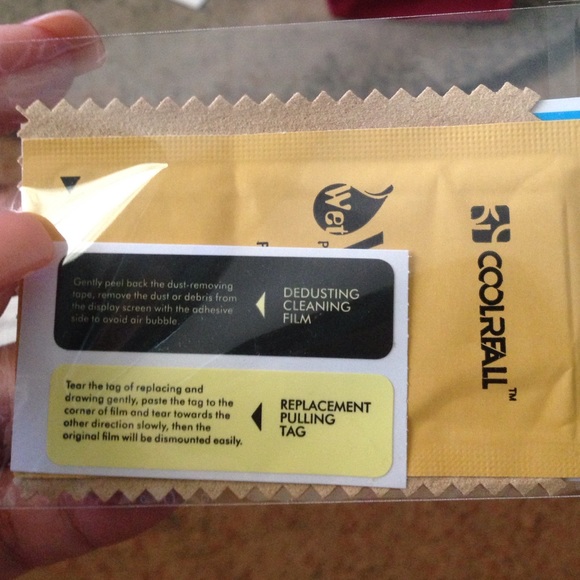 Wet
COOLRFALL™
Gently peel back the dust-removing
tape, remove the dust or debris from
the display screen with the adhesive
side to avoid air bubble.
DEDUSTING
CLEANING
FILM
Tear the tag of replacing and
drawing gently, paste the tag to the
corner of film and tear towards the
other direction slowly, then the
original film will be dismounted easily.
REPLACEMENT
PULLING
TAG